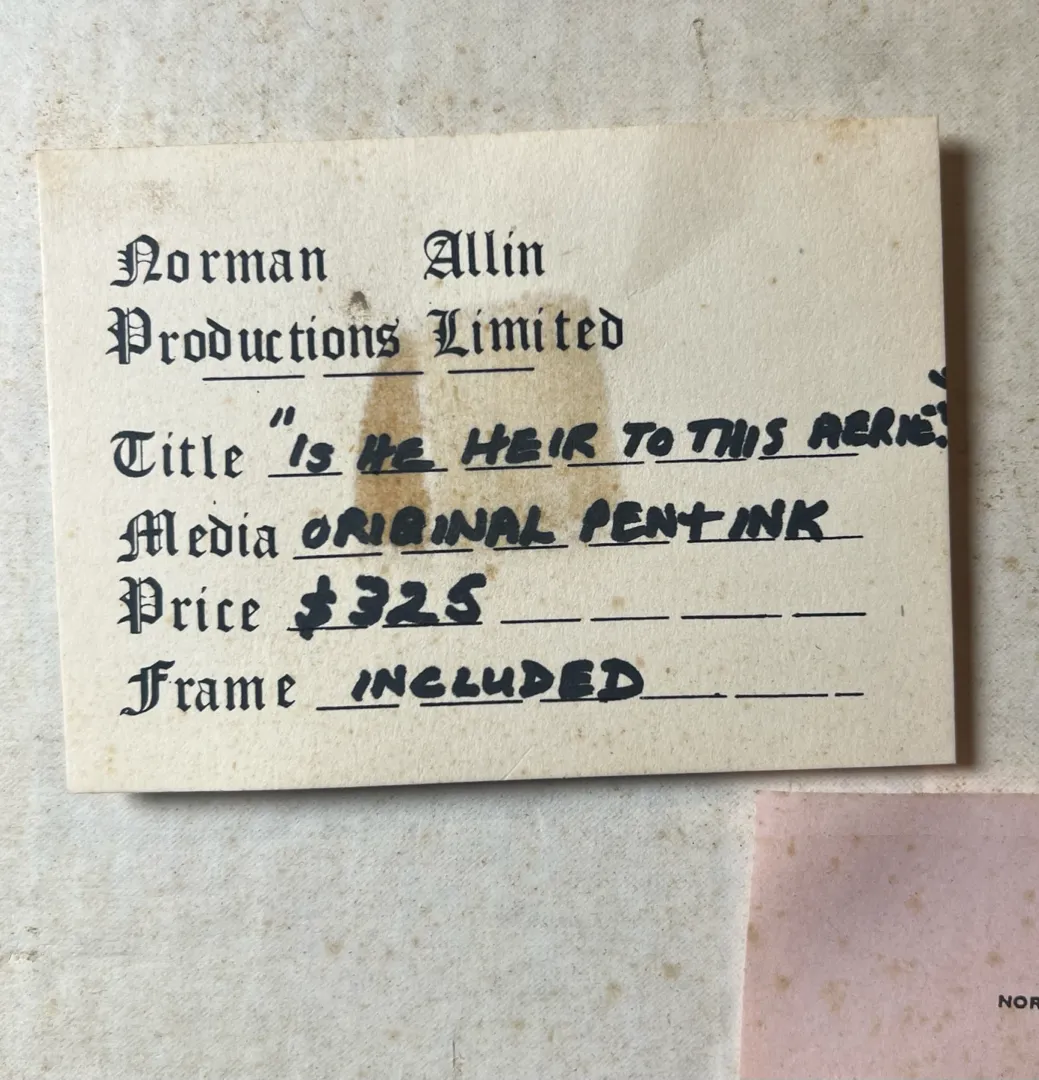 Norman Allin
Productions Limited
Title "IS HE HEIR TO THIS AERIE?"
Media ORIGINAL PEN + INK
Price $325
Frame INCLUDED
NOR